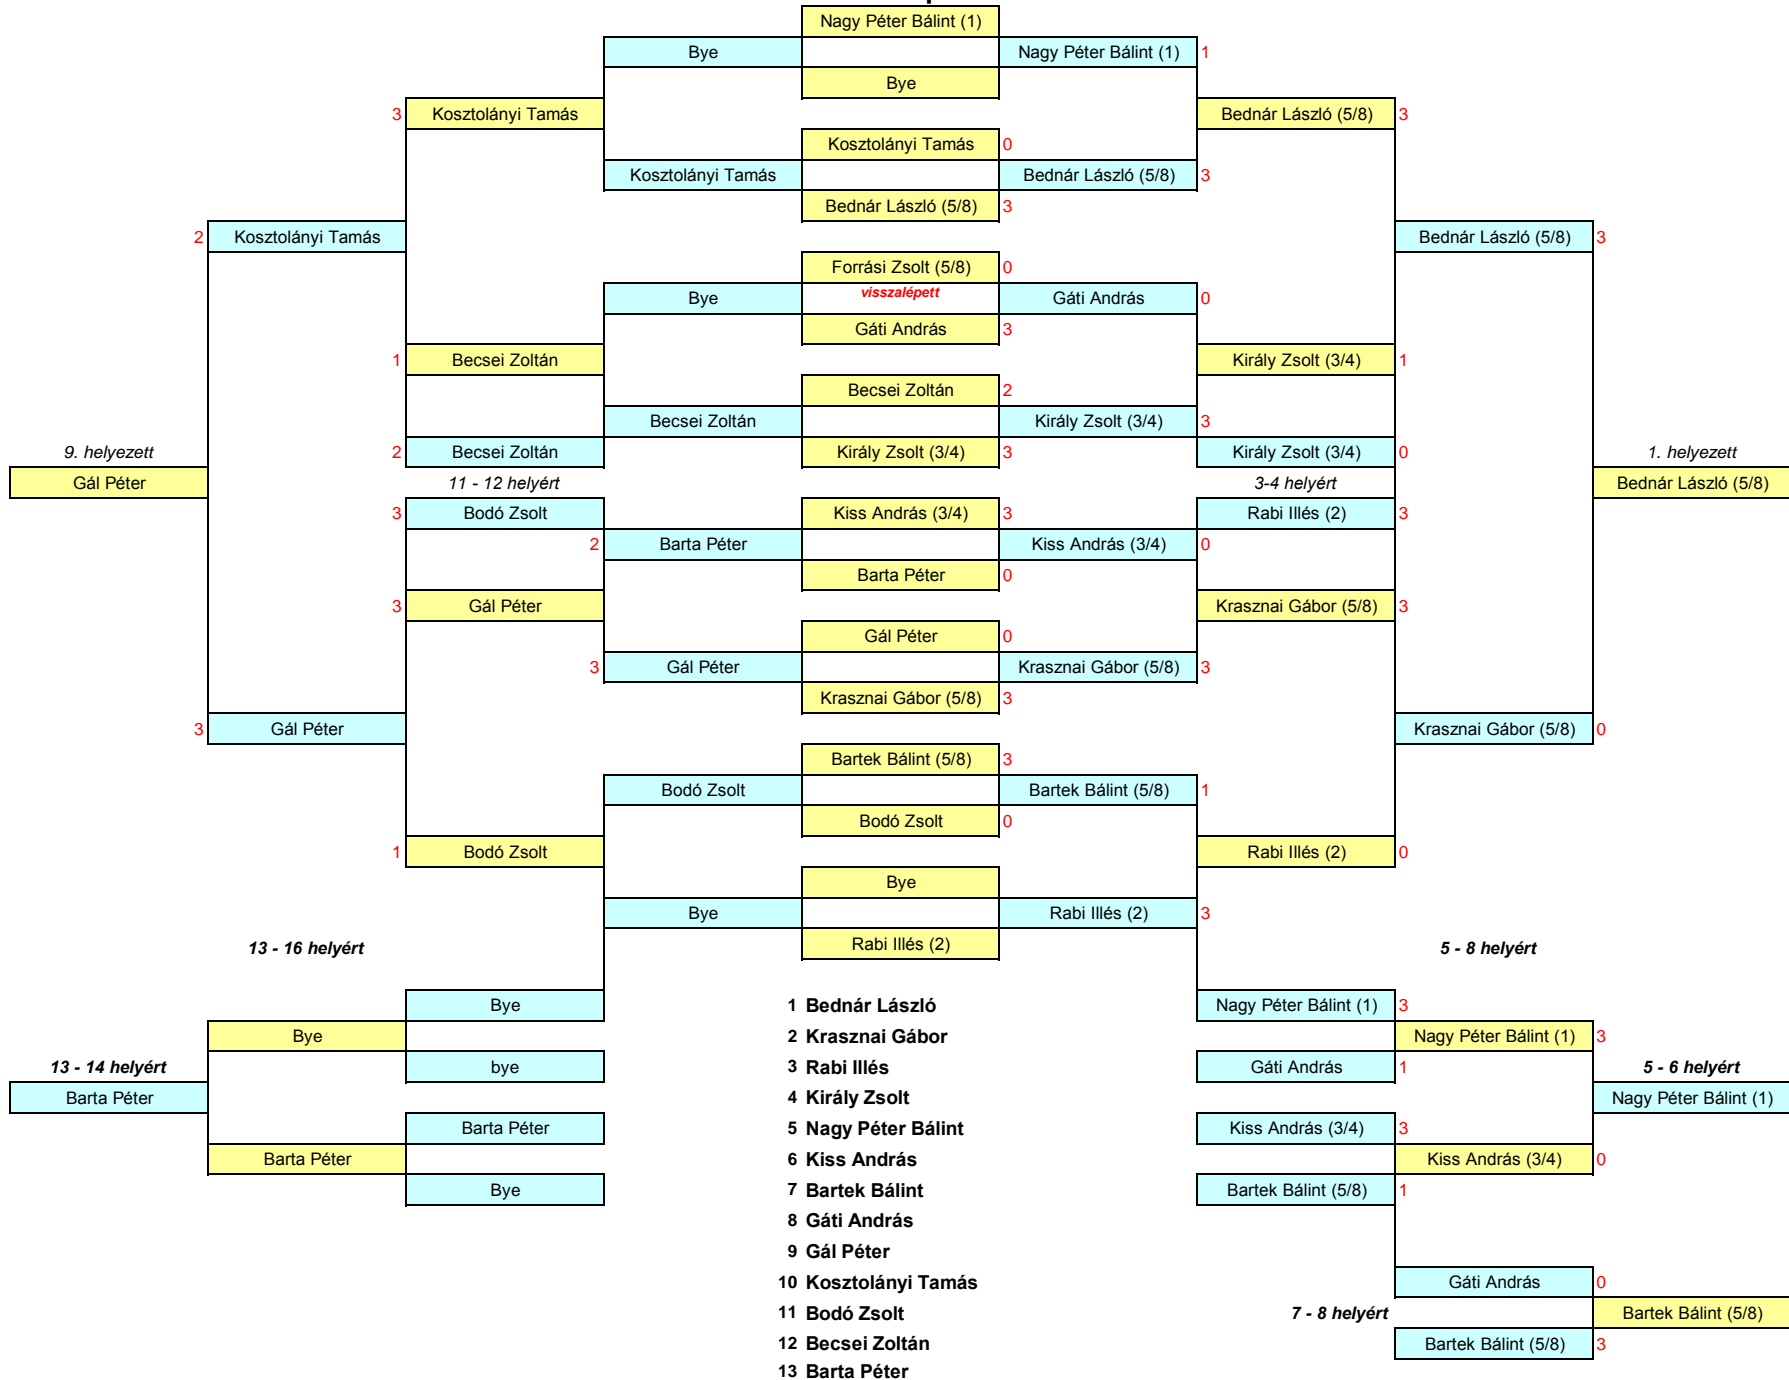 Nagy Péter Bálint (1)
Bye Nagy Péter Bálint (1) 1
Bye
3 Kosztolányi Tamás Bednár László (5/8) 3
Kosztolányi Tamás 0
Kosztolányi Tamás Bednár László (5/8) 3
Bednár László (5/8) 3
2 Kosztolányi Tamás Bednár László (5/8) 3
Forrási Zsolt (5/8) 0
Bye visszalépett Gáti András 0
Gáti András 3
1 Becsei Zoltán Király Zsolt (3/4) 1
Becsei Zoltán 2
Becsei Zoltán Király Zsolt (3/4) 3
9. helyezett 2 Becsei Zoltán Király Zsolt (3/4) 3 Király Zsolt (3/4) 0 1. helyezett
Gál Péter 11 - 12 helyért 3-4 helyért Bednár László (5/8)
3 Bodó Zsolt Kiss András (3/4) 3 Rabi Illés (2) 3
2 Barta Péter Kiss András (3/4) 0
Barta Péter 0
3 Gál Péter Krasznai Gábor (5/8) 3
Gál Péter 0
3 Gál Péter Krasznai Gábor (5/8) 3
Krasznai Gábor (5/8) 3
3 Gál Péter Krasznai Gábor (5/8) 0
Bartek Bálint (5/8) 3
Bodó Zsolt Bartek Bálint (5/8) 1
Bodó Zsolt 0
1 Bodó Zsolt Rabi Illés (2) 0
Bye
Bye Rabi Illés (2) 3
13 - 16 helyért Rabi Illés (2) 5 - 8 helyért
Bye 1 Bednár László Nagy Péter Bálint (1) 3
Bye 2 Krasznai Gábor Nagy Péter Bálint (1) 3
13 - 14 helyért bye 3 Rabi Illés Gáti András 1 5 - 6 helyért
Barta Péter 4 Király Zsolt Nagy Péter Bálint (1)
Barta Péter 5 Nagy Péter Bálint Kiss András (3/4) 3
Barta Péter 6 Kiss András Kiss András (3/4) 0
Bye 7 Bartek Bálint Bartek Bálint (5/8) 1
8 Gáti András
9 Gál Péter
10 Kosztolányi Tamás Gáti András 0
11 Bodó Zsolt 7 - 8 helyért Bartek Bálint (5/8)
12 Becsei Zoltán Bartek Bálint (5/8) 3
13 Barta Péter